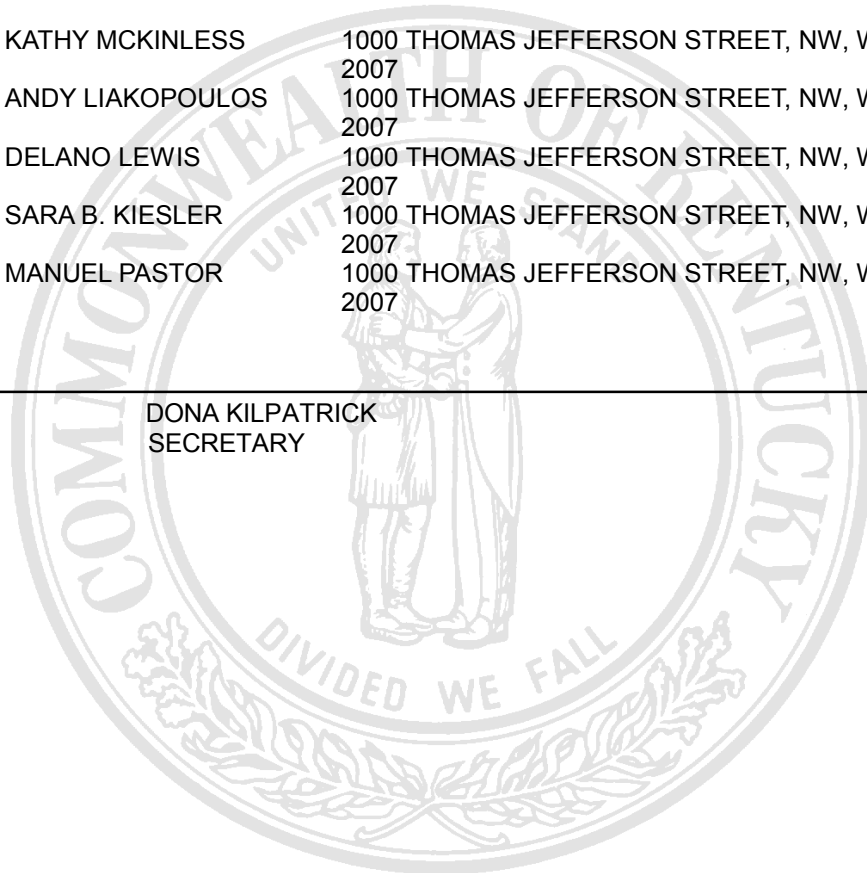 KATHY MCKINLESS 1000 THOMAS JEFFERSON STREET, NW, W
2007
ANDY LIAKOPOULOS 1000 THOMAS JEFFERSON STREET, NW, W
2007
DELANO LEWIS 1000 THOMAS JEFFERSON STREET, NW, W
2007
SARA B. KIESLER 1000 THOMAS JEFFERSON STREET, NW, W
2007
MANUEL PASTOR 1000 THOMAS JEFFERSON STREET, NW, W
2007
DONA KILPATRICK
SECRETARY
COMMONWEALTH OF KENTUCKY
UNITED WE STAND
DIVIDED WE FALL